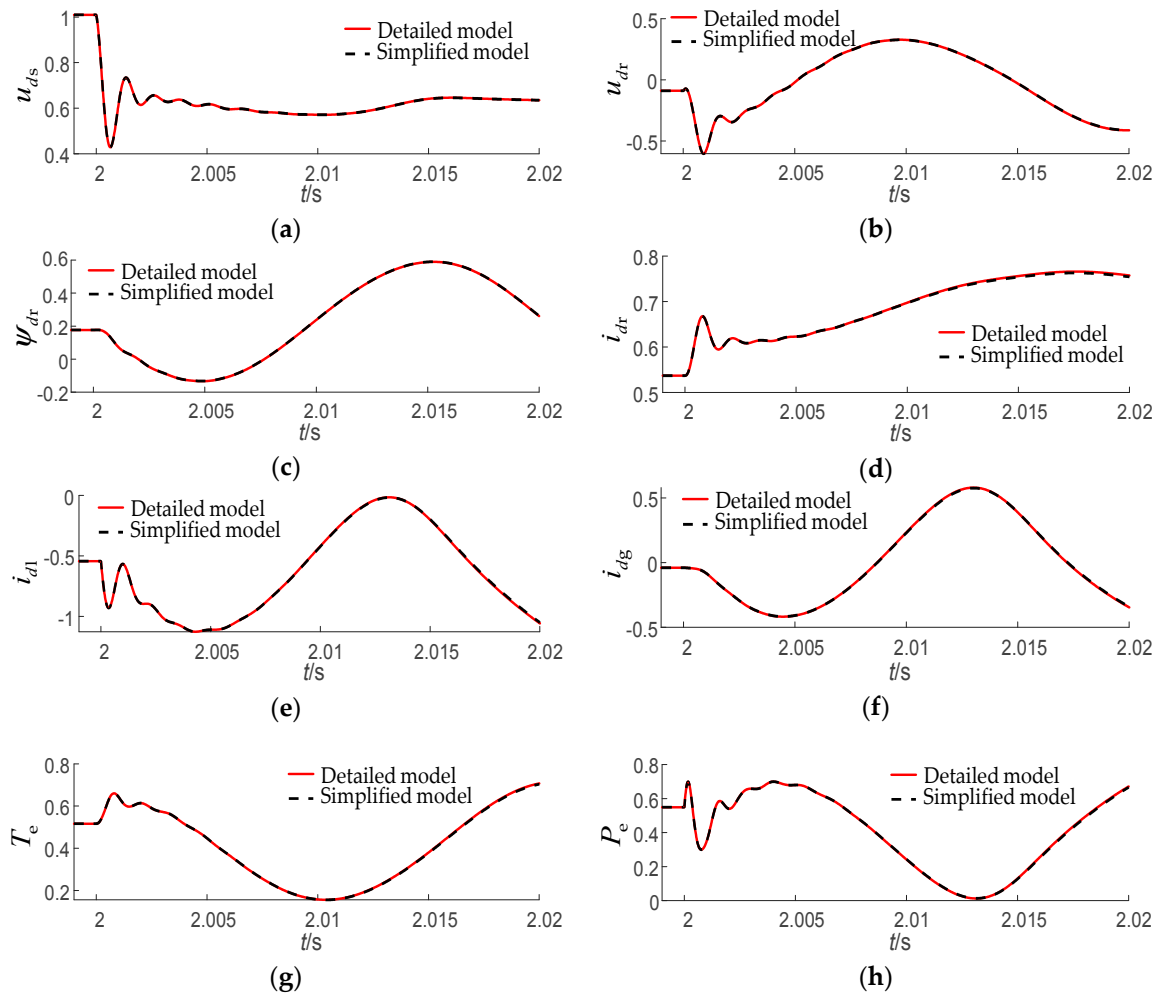 1
0.8
0.6
0.4
u_ds
Detailed model
Simplified model
2 2.005 2.01 2.015 2.02
t/s
(a)
0.5
0
-0.5
u_dr
Detailed model
Simplified model
2 2.005 2.01 2.015 2.02
t/s
(b)
0.6
0.4
0.2
0
-0.2
ψ_dr
Detailed model
Simplified model
2 2.005 2.01 2.015 2.02
t/s
(c)
0.8
0.7
0.6
0.5
i_dr
Detailed model
Simplified model
2 2.005 2.01 2.015 2.02
t/s
(d)
0
-0.5
-1
i_d1
Detailed model
Simplified model
2 2.005 2.01 2.015 2.02
t/s
(e)
0.5
0
-0.5
i_dg
Detailed model
Simplified model
2 2.005 2.01 2.015 2.02
t/s
(f)
0.8
0.6
0.4
0.2
T_e
Detailed model
Simplified model
2 2.005 2.01 2.015 2.02
t/s
(g)
0.8
0.6
0.4
0.2
0
P_e
Detailed model
Simplified model
2 2.005 2.01 2.015 2.02
t/s
(h)